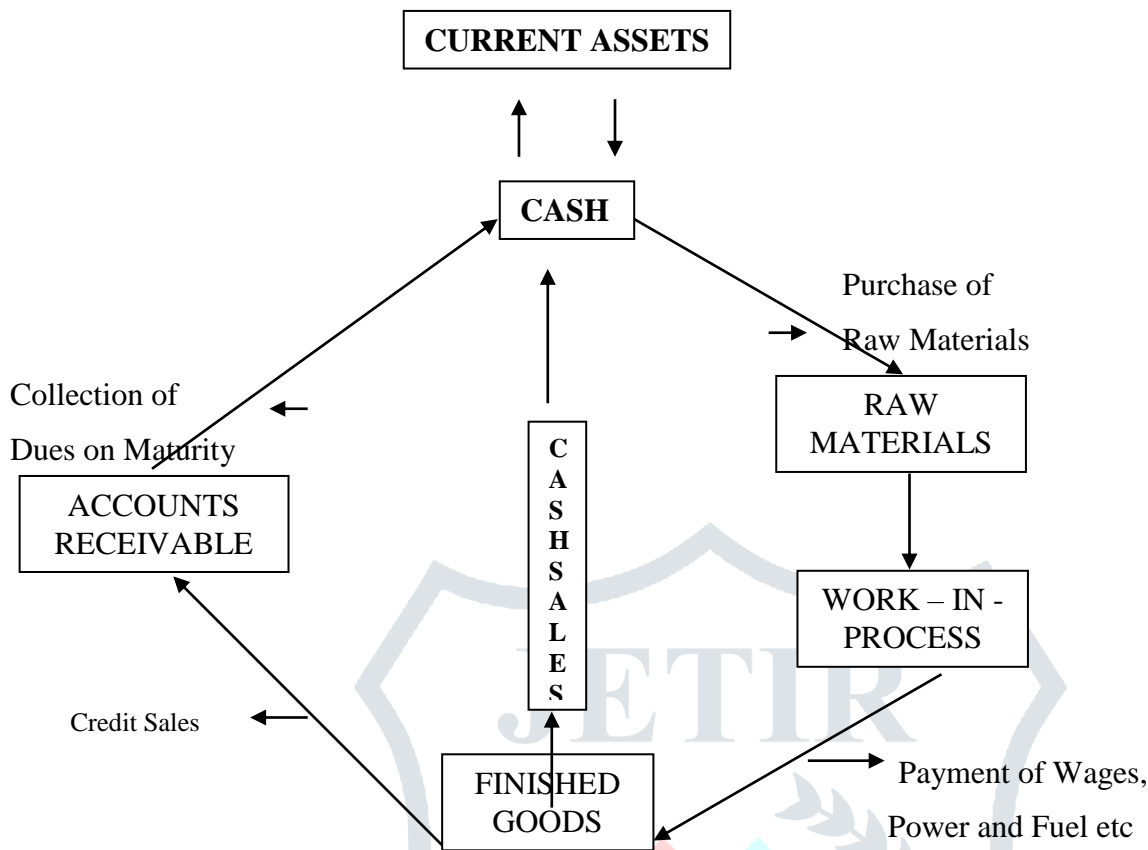 CURRENT ASSETS
CASH
Purchase of
Raw Materials
Collection of
Dues on Maturity
RAW
MATERIALS
C
A
S
H
S
A
L
E
S
ACCOUNTS
RECEIVABLE
WORK – IN -
PROCESS
JETIR
Credit Sales
FINISHED
GOODS
Payment of Wages,
Power and Fuel etc